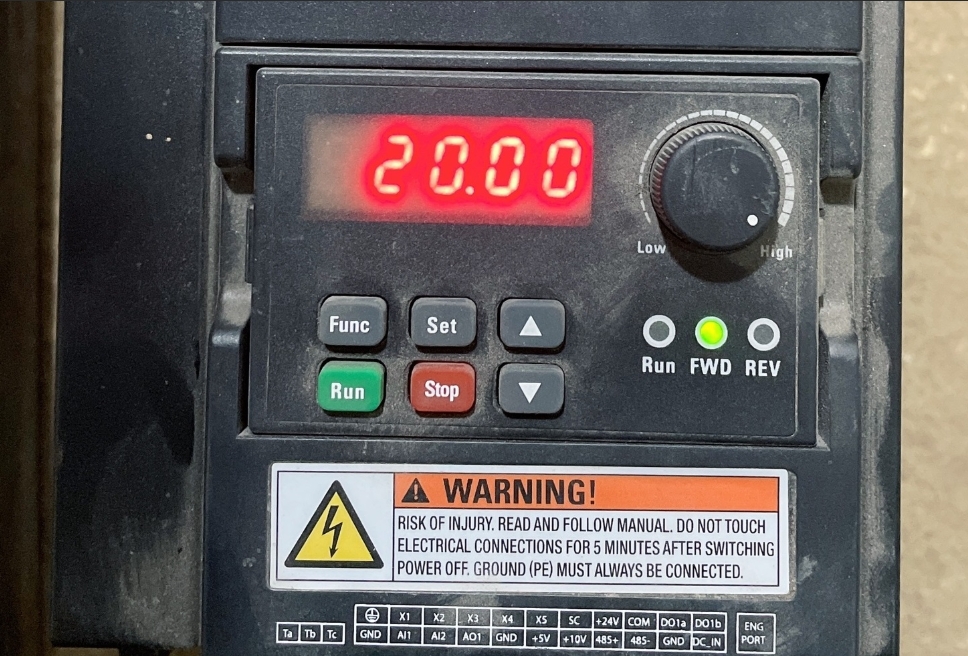 20.00
Low High
Func Set
Run Stop
Run FWD REV
WARNING!
RISK OF INJURY. READ AND FOLLOW MANUAL. DO NOT TOUCH
ELECTRICAL CONNECTIONS FOR 5 MINUTES AFTER SWITCHING
POWER OFF. GROUND (PE) MUST ALWAYS BE CONNECTED.
X1 X2 X3 X4 X5 SC +24V COM DO1a DO1b
Ta Tb Tc GND AI1 AI2 AO1 GND +5V +10V 485+ 485- GND DC_IN
ENG
PORT